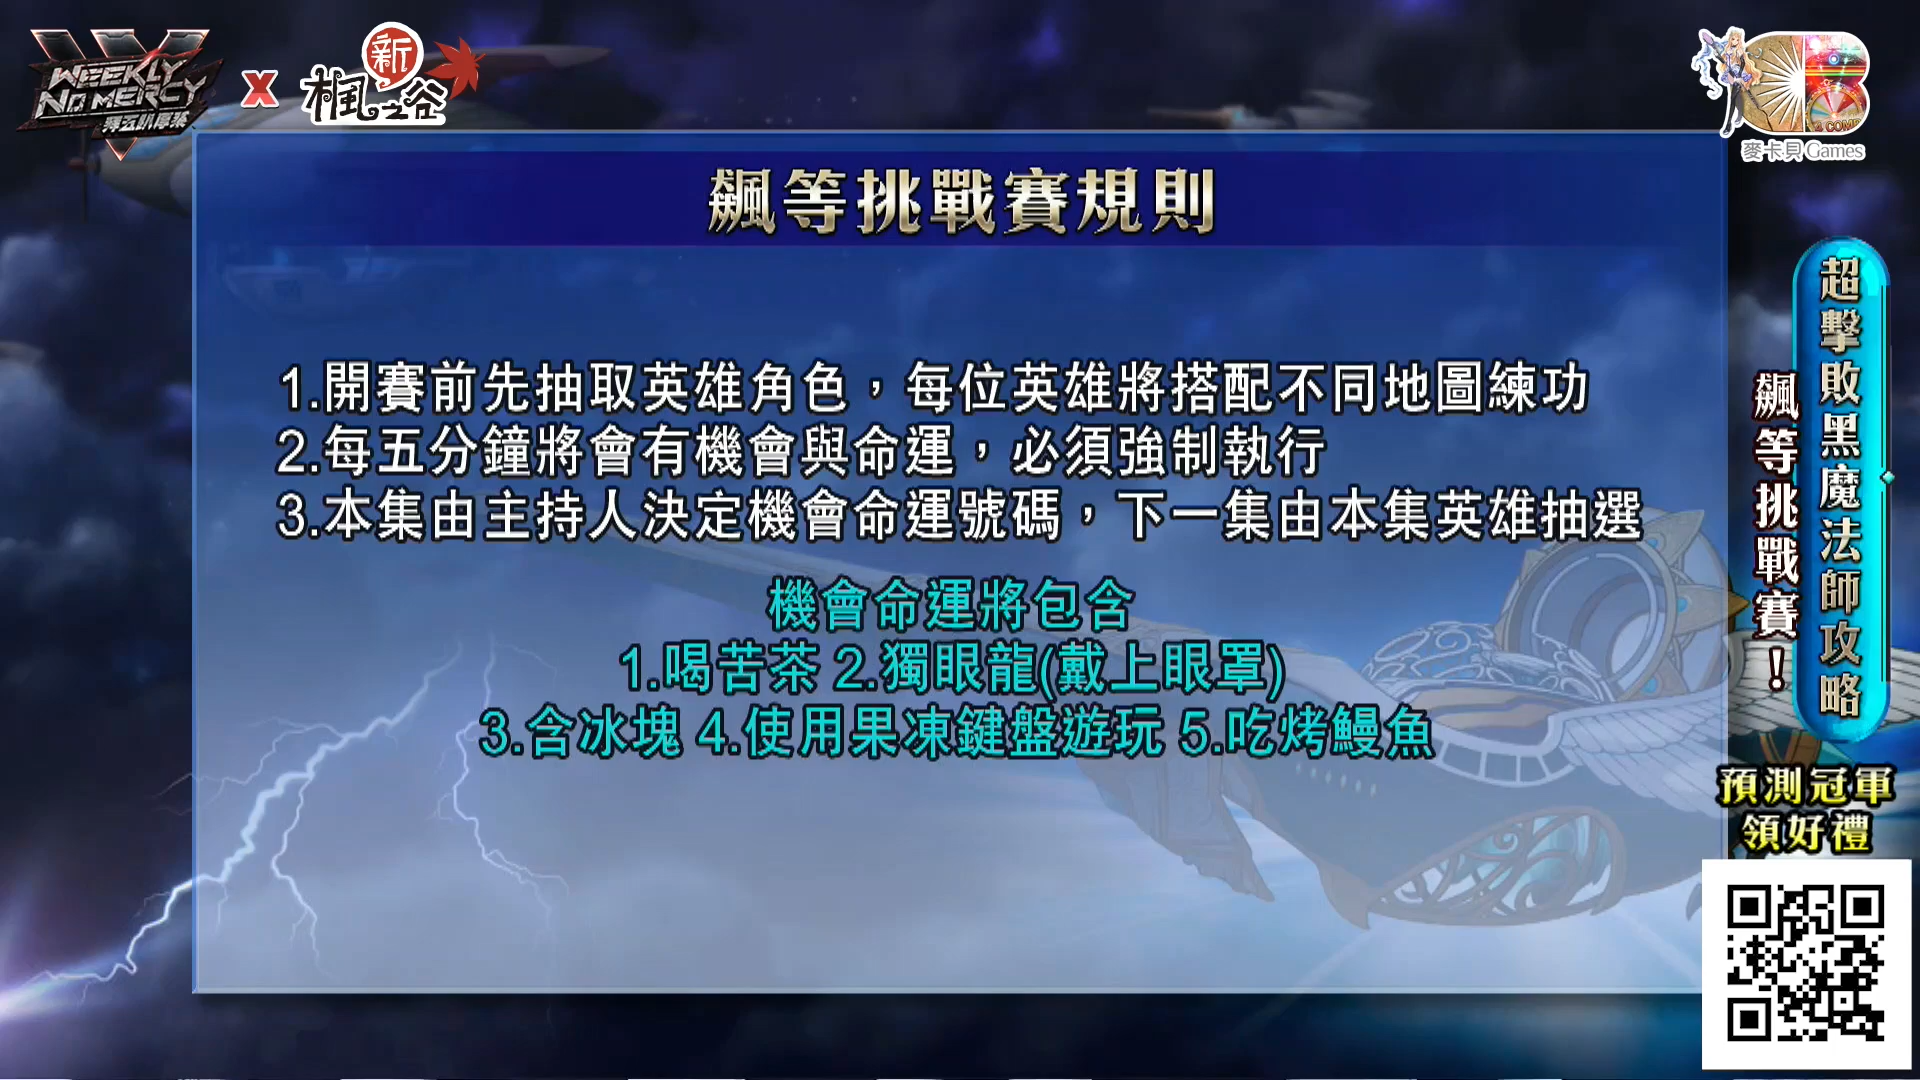 WEEKLY
NO MERCY
拜五趴摩紫
X
新
楓之谷
麥卡貝Games
飆等挑戰賽規則
1.開賽前先抽取英雄角色，每位英雄將搭配不同地圖練功
2.每五分鐘將會有機會與命運，必須強制執行
3.本集由主持人決定機會命運號碼，下一集由本集英雄抽選
機會命運將包含
1.喝苦茶 2.獨眼龍(戴上眼罩)
3.含冰塊 4.使用果凍鍵盤遊玩 5.吃烤鰻魚
超擊敗黑魔法師攻略
飆等挑戰賽！
預測冠軍
領好禮